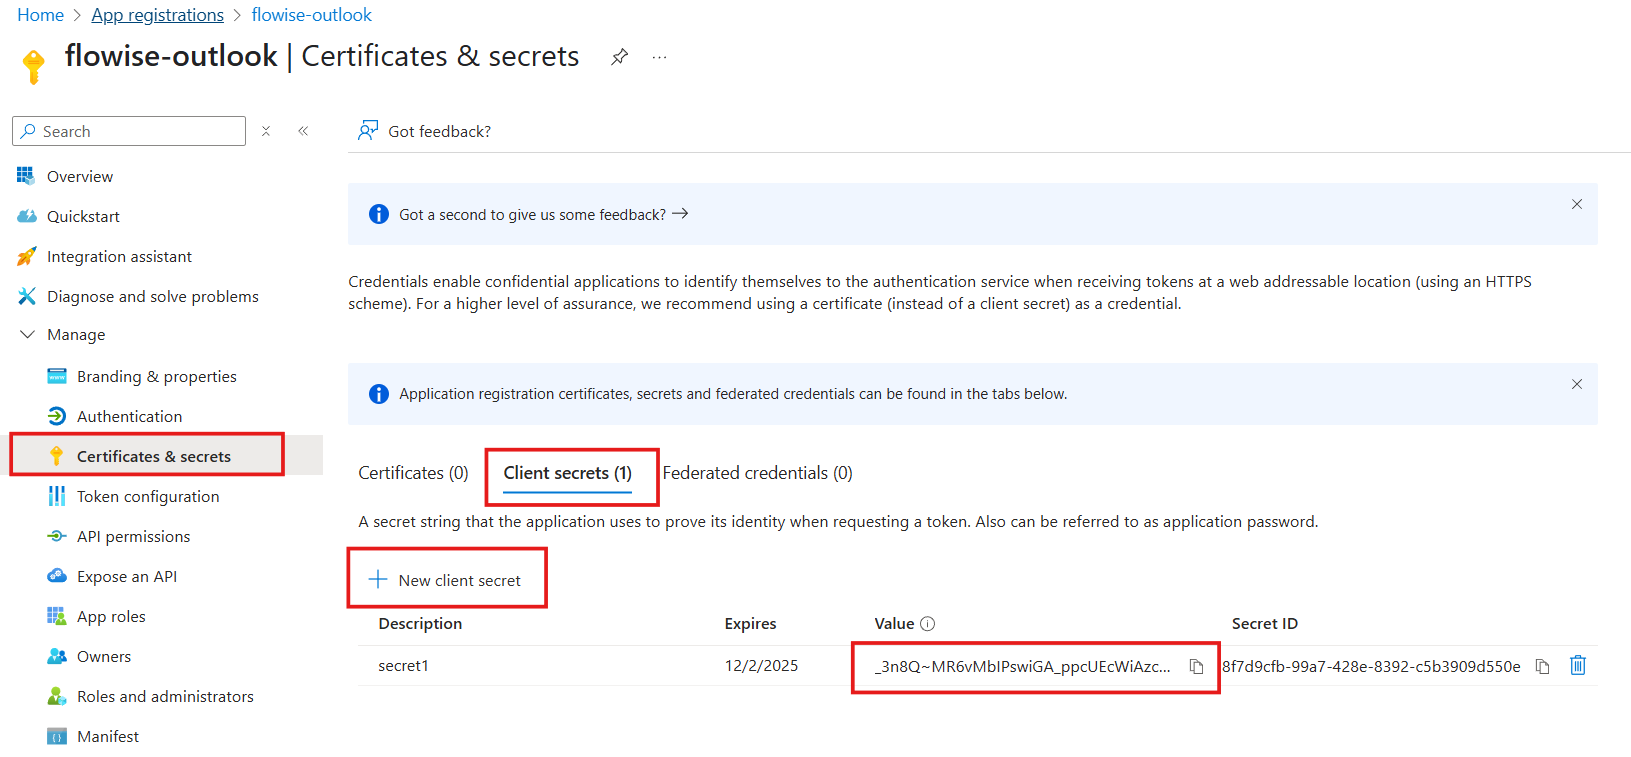 Home > App registrations > flowise-outlook
flowise-outlook | Certificates & secrets
Search
Got feedback?
Overview
Quickstart
Integration assistant
Diagnose and solve problems
Manage
Branding & properties
Authentication
Certificates & secrets
Token configuration
API permissions
Expose an API
App roles
Owners
Roles and administrators
Manifest
Got a second to give us some feedback?
Credentials enable confidential applications to identify themselves to the authentication service when receiving tokens at a web addressable location (using an HTTPS
scheme). For a higher level of assurance, we recommend using a certificate (instead of a client secret) as a credential.
Application registration certificates, secrets and federated credentials can be found in the tabs below.
Certificates (0) Client secrets (1) Federated credentials (0)
A secret string that the application uses to prove its identity when requesting a token. Also can be referred to as application password.
New client secret
Description Expires Value Secret ID
secret1 12/2/2025 _3n8Q~MR6vMbIPswiGA_ppcUEcWiAzc... 8f7d9cfb-99a7-428e-8392-c5b3909d550e